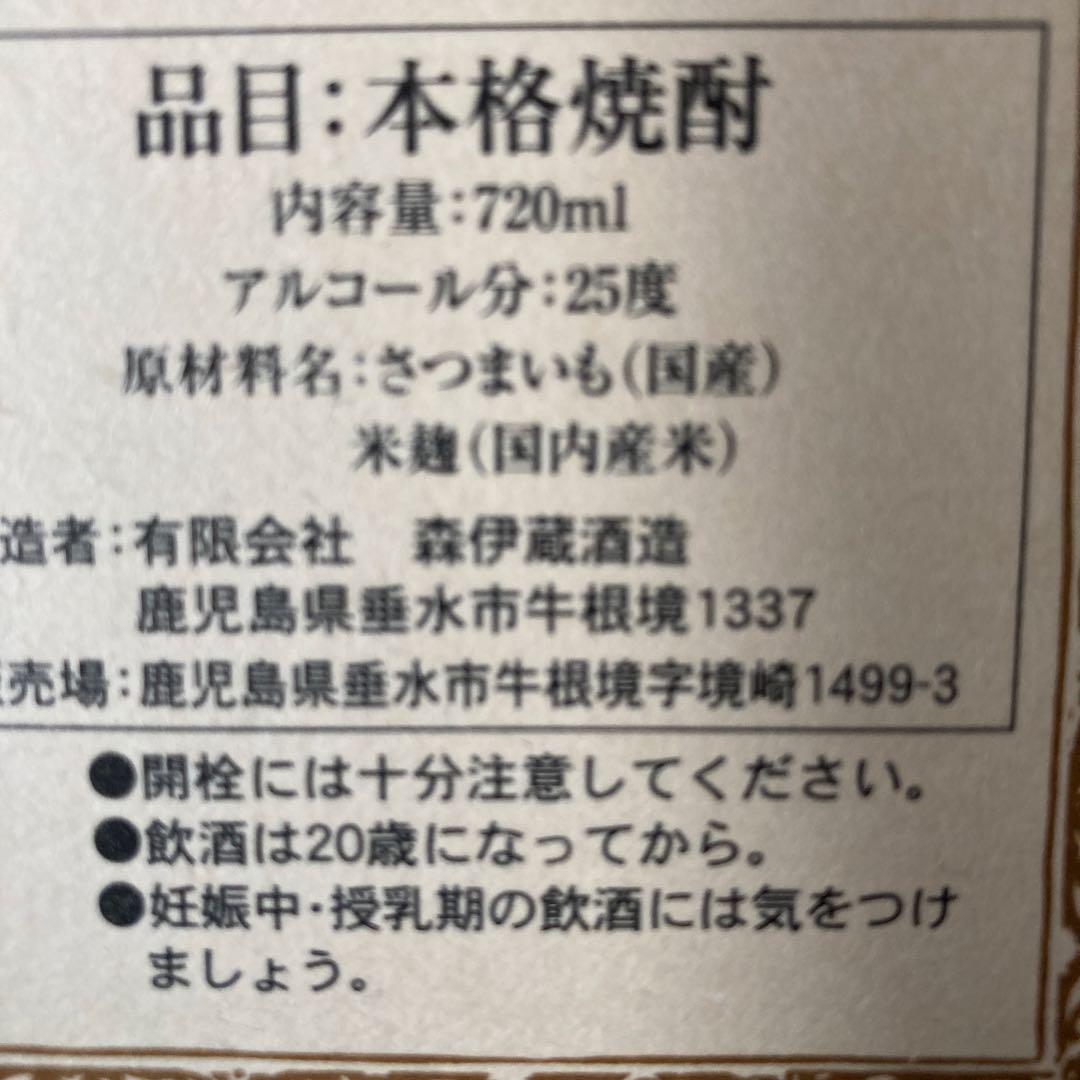 品目：本格焼酎
内容量：720ml
アルコール分：25度
原材料名：さつまいも（国産）
米麹（国内産米）
造者：有限会社　森伊蔵酒造
鹿児島県垂水市牛根境1337
売場：鹿児島県垂水市牛根境字境崎1499-3
●開栓には十分注意してください。
●飲酒は20歳になってから。
●妊娠中・授乳期の飲酒には気をつけ
ましょう。